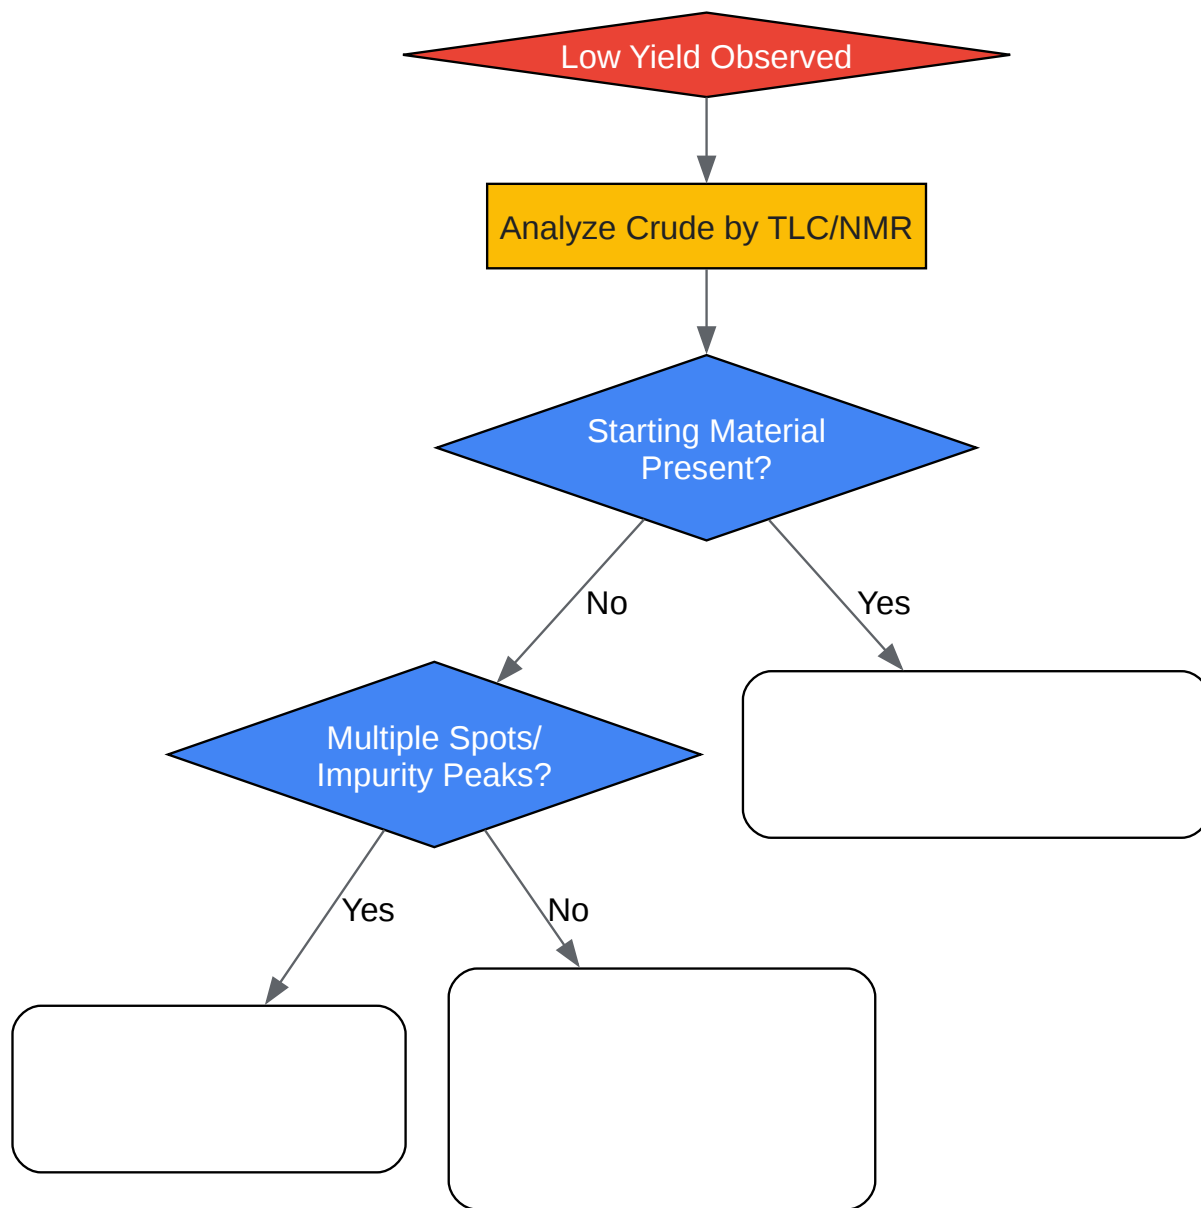 Low Yield Observed
Analyze Crude by TLC/NMR
Starting Material
Present?
No
Yes
Multiple Spots/
Impurity Peaks?
Yes
No